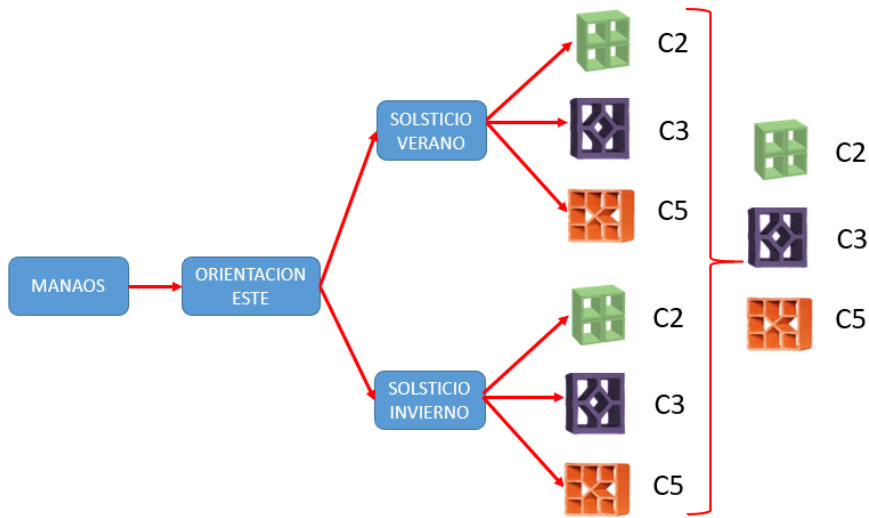 MANAOS
ORIENTACION
ESTE
SOLSTICIO
VERANO
C2
C3
C5
SOLSTICIO
INVIERNO
C2
C3
C5
C2
C3
C5